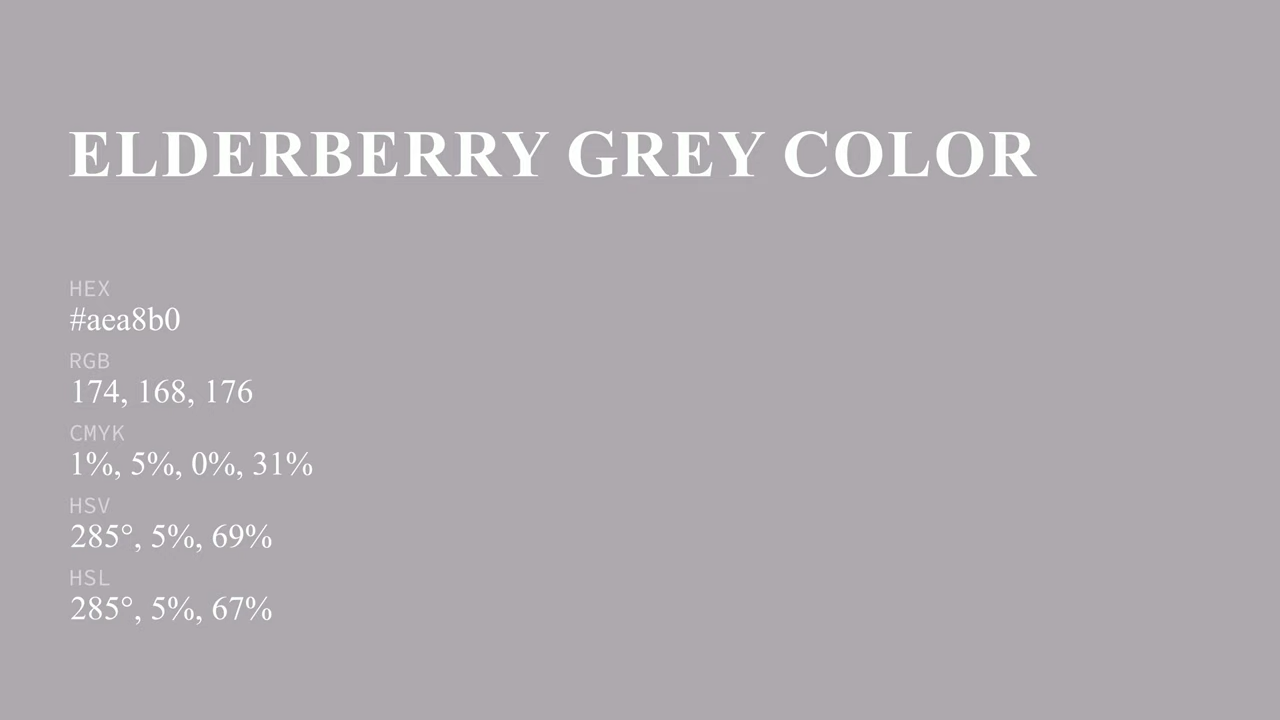 ELDERBERRY GREY COLOR
HEX
#aea8b0
RGB
174, 168, 176
CMYK
1%, 5%, 0%, 31%
HSV
285°, 5%, 69%
HSL
285°, 5%, 67%